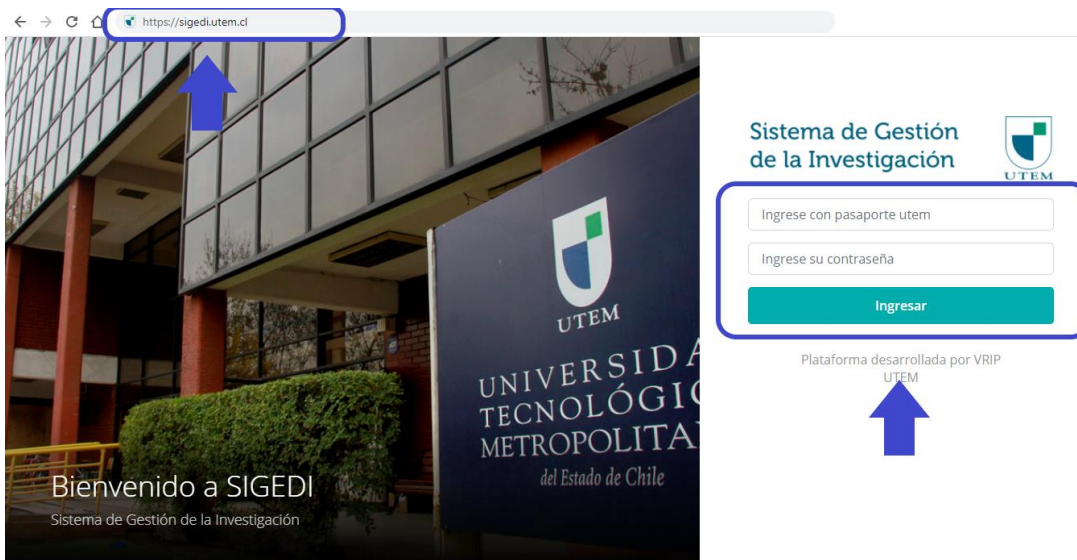 https://sigedi.utem.cl
Sistema de Gestión
de la Investigación
UTEM
Ingrese con pasaporte utem
Ingrese su contraseña
Ingresar
Plataforma desarrollada por VRIP
UTEM
UTEM
UNIVERSIDA
TECNOLÓGIC
METROPOLITA
del Estado de Chile
Bienvenido a SIGEDI
Sistema de Gestión de la Investigación